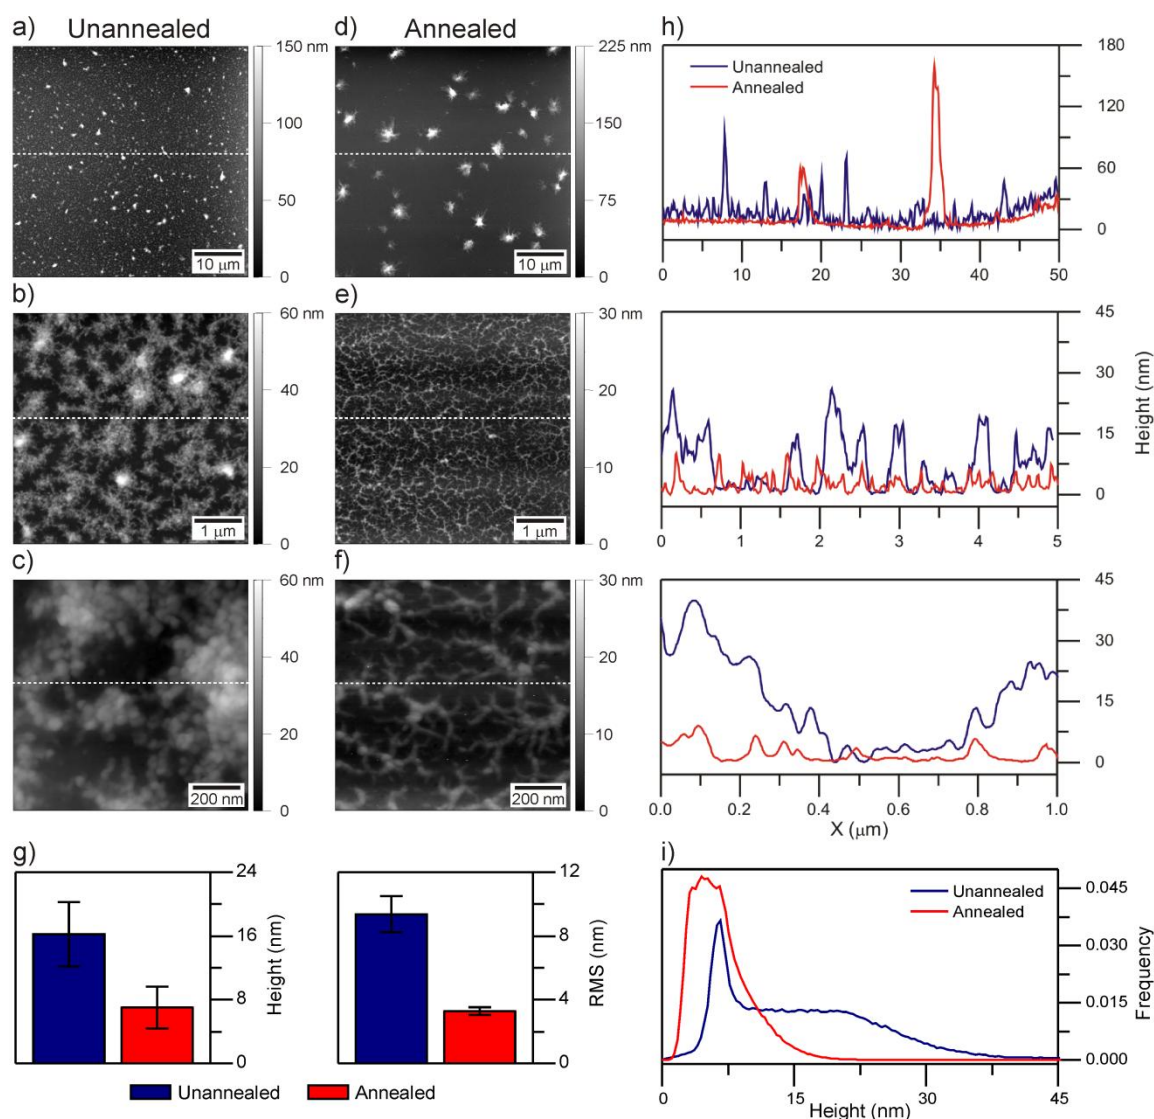 a) Unannealed
150 nm
100
50
0
10 μm
d) Annealed
225 nm
150
75
0
10 μm
h)
Unannealed
Annealed
180
120
60
0
0 10 20 30 40 50
b)
60 nm
40
20
0
1 μm
e)
30 nm
20
10
0
1 μm
45
30
15
0
Height (nm)
0 1 2 3 4 5
c)
60 nm
40
20
0
200 nm
f)
30 nm
20
10
0
200 nm
45
30
15
0
0.0 0.2 0.4 0.6 0.8 1.0
X (μm)
g)
24
16
8
0
Height (nm)
12
8
4
0
RMS (nm)
Unannealed Annealed
i)
Unannealed
Annealed
0.045
0.030
0.015
0.000
Frequency
0 15 30 45
Height (nm)